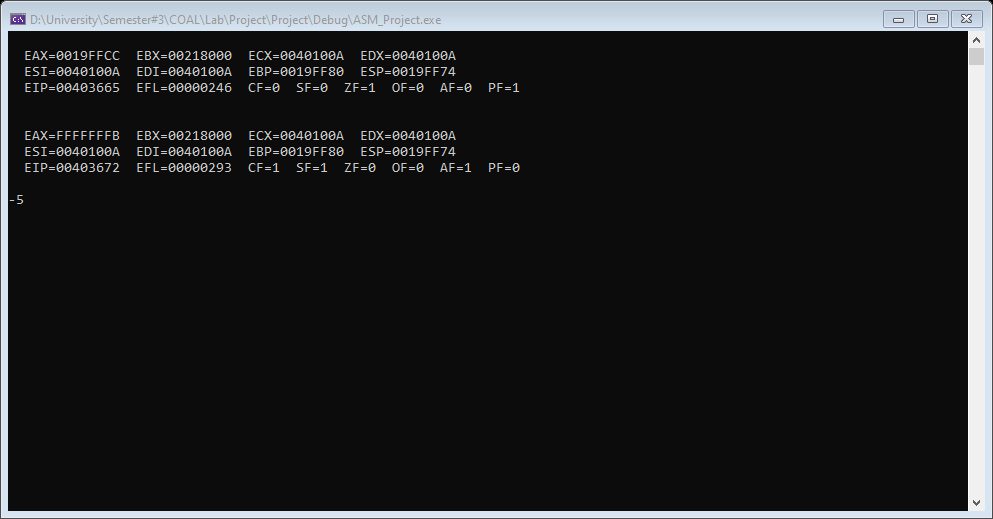 D:\University\Semester#3\COAL\Lab\Project\Project\Debug\ASM_Project.exe
EAX=0019FFCC  EBX=00218000  ECX=0040100A  EDX=0040100A
ESI=0040100A  EDI=0040100A  EBP=0019FF80  ESP=0019FF74
EIP=00403665  EFL=00000246  CF=0  SF=0  ZF=1  OF=0  AF=0  PF=1
EAX=FFFFFFFB  EBX=00218000  ECX=0040100A  EDX=0040100A
ESI=0040100A  EDI=0040100A  EBP=0019FF80  ESP=0019FF74
EIP=00403672  EFL=00000293  CF=1  SF=1  ZF=0  OF=0  AF=1  PF=0
-5